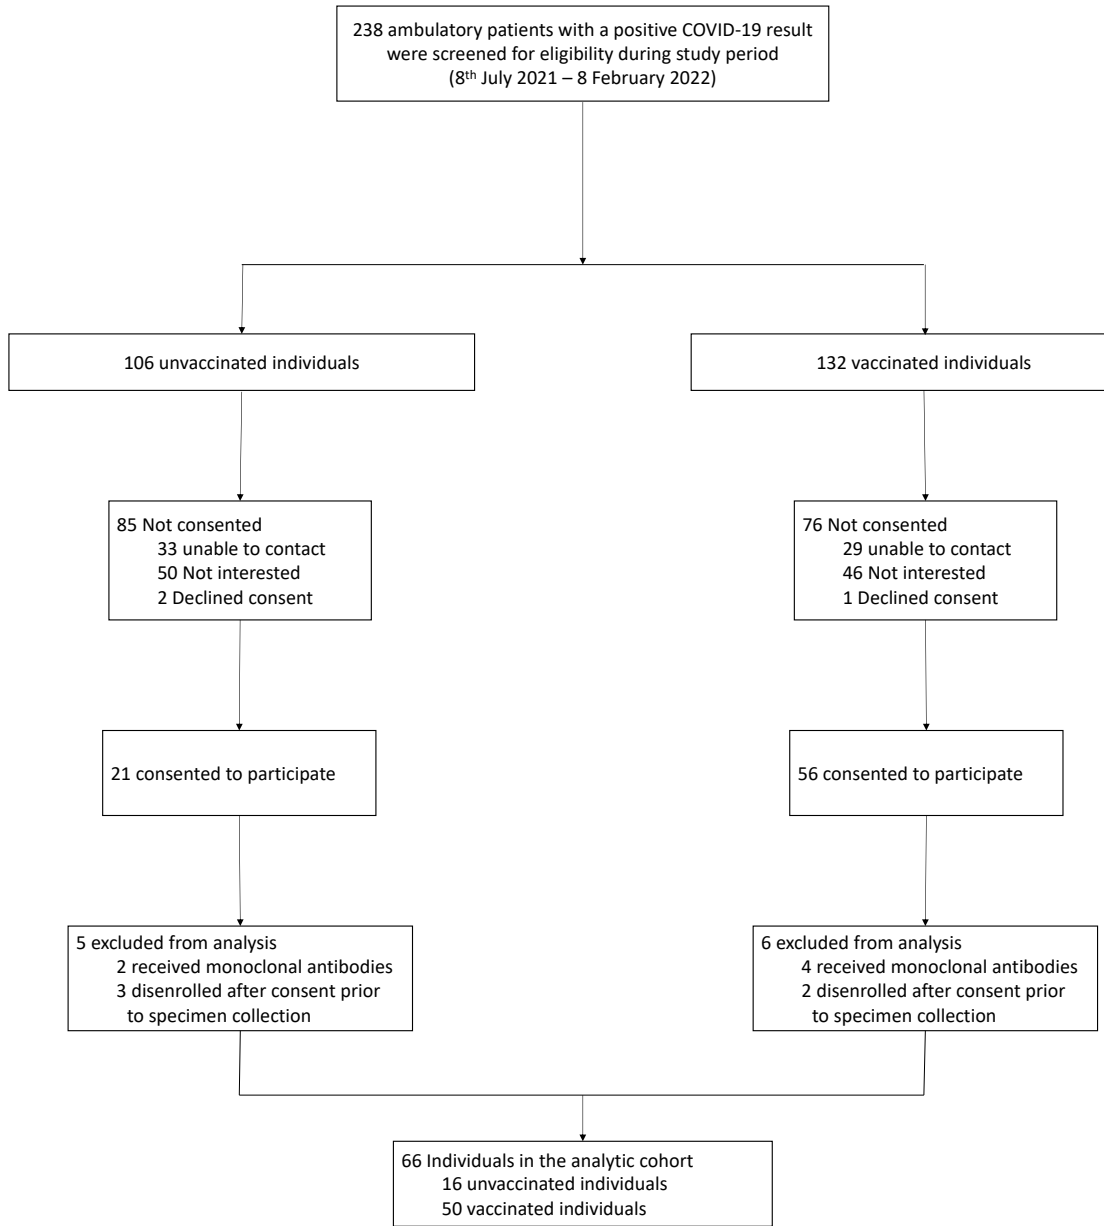 238 ambulatory patients with a positive COVID-19 result
were screened for eligibility during study period
(8th July 2021 – 8 February 2022)
106 unvaccinated individuals
132 vaccinated individuals
85 Not consented
33 unable to contact
50 Not interested
2 Declined consent
76 Not consented
29 unable to contact
46 Not interested
1 Declined consent
21 consented to participate
56 consented to participate
5 excluded from analysis
2 received monoclonal antibodies
3 disenrolled after consent prior
to specimen collection
6 excluded from analysis
4 received monoclonal antibodies
2 disenrolled after consent prior
to specimen collection
66 Individuals in the analytic cohort
16 unvaccinated individuals
50 vaccinated individuals